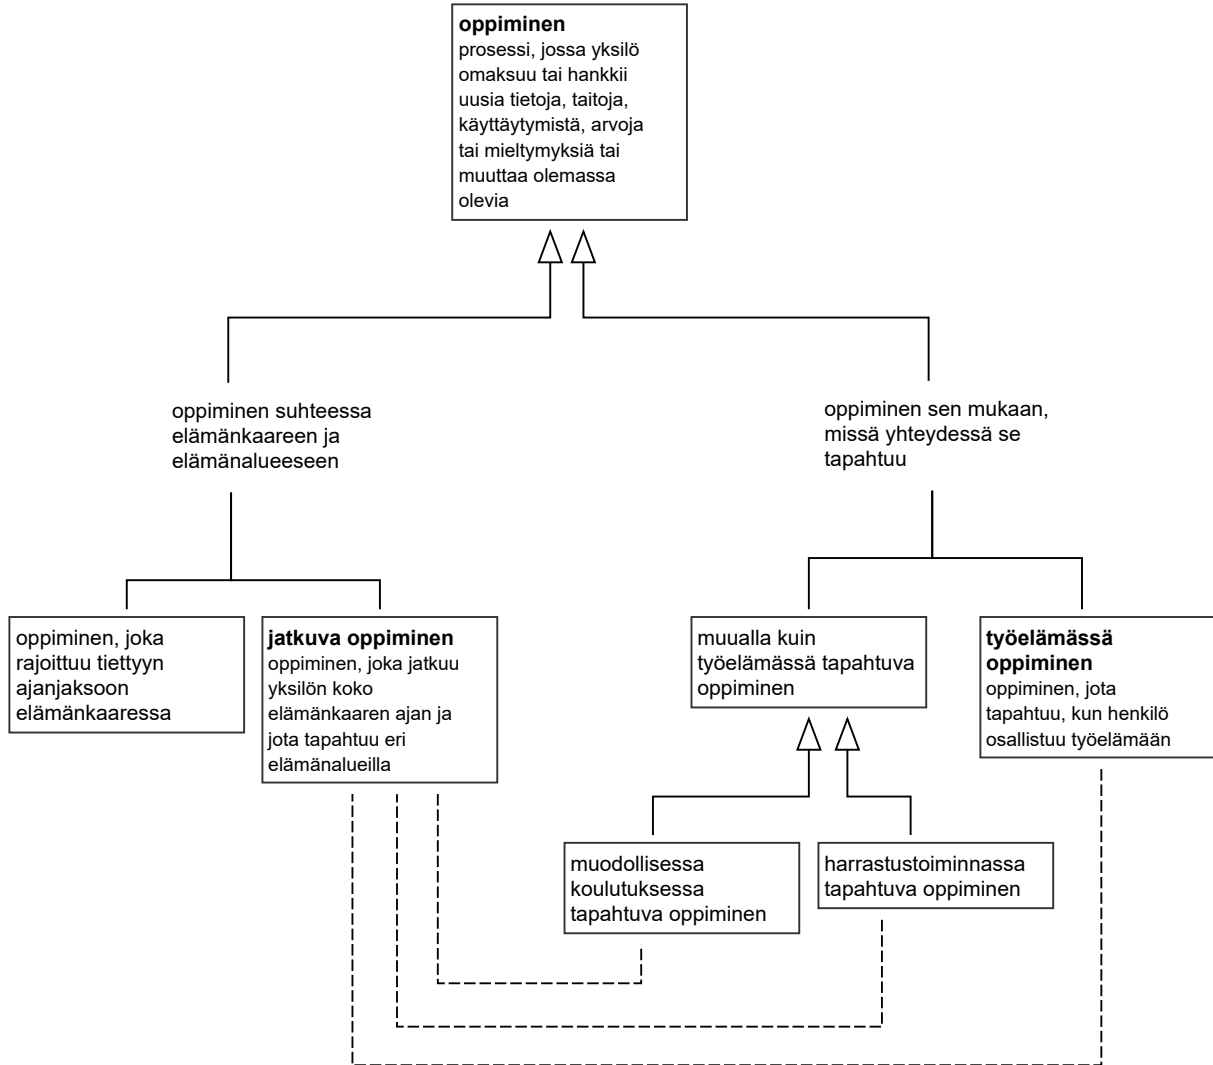 oppiminen
prosessi, jossa yksilö
omaksuu tai hankkii
uusia tietoja, taitoja,
käyttäytymistä, arvoja
tai mieltymyksiä tai
muuttaa olemassa
olevia
oppiminen suhteessa
elämänkaareen ja
elämänalueeseen
oppiminen sen mukaan,
missä yhteydessä se
tapahtuu
oppiminen, joka
rajoittuu tiettyyn
ajanjaksoon
elämänkaaressa
jatkuva oppiminen
oppiminen, joka jatkuu
yksilön koko
elämänkaaren ajan ja
jota tapahtuu eri
elämänalueilla
muualla kuin
työelämässä tapahtuva
oppiminen
työelämässä
oppiminen
oppiminen, jota
tapahtuu, kun henkilö
osallistuu työelämään
muodollisessa
koulutuksessa
tapahtuva oppiminen
harrastustoiminnassa
tapahtuva oppiminen